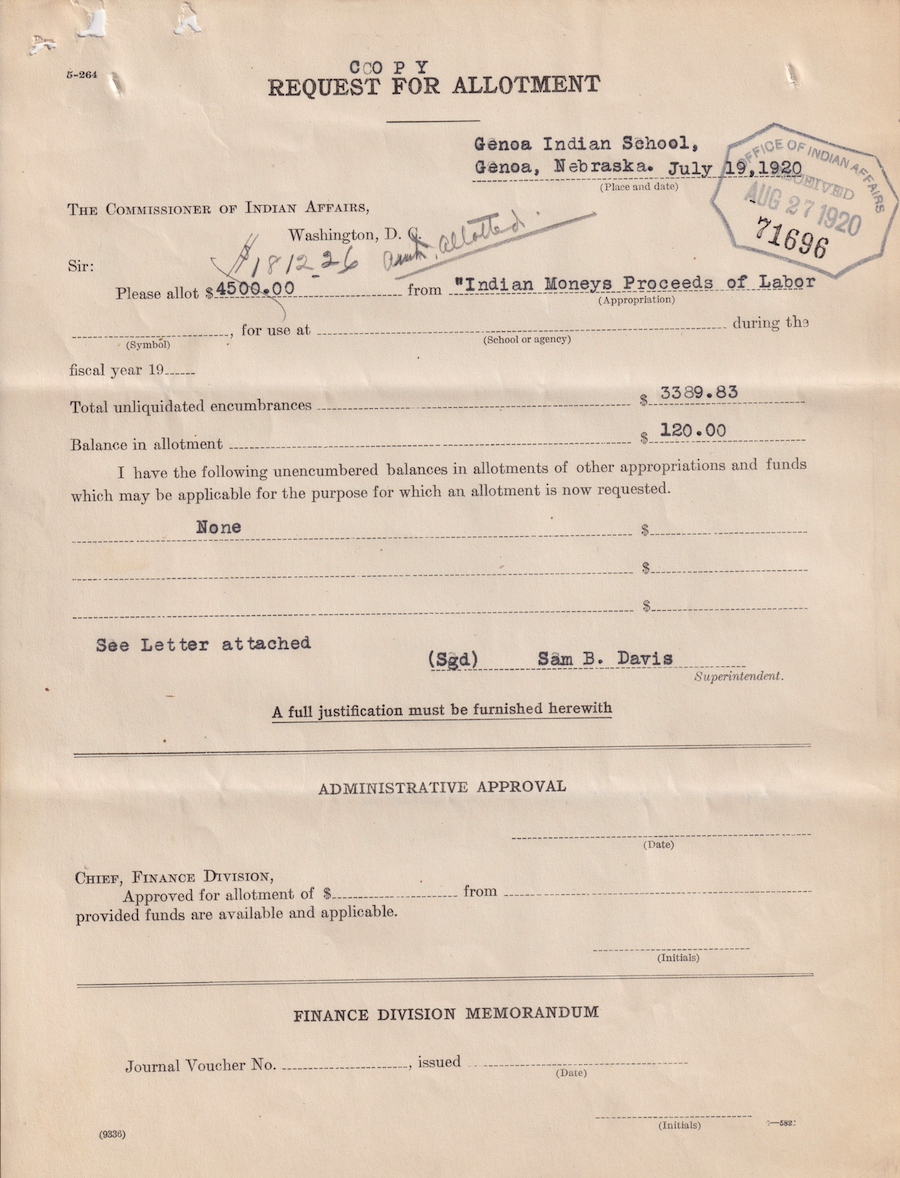 5-264
CCO P Y
REQUEST FOR ALLOTMENT
Genoa Indian School,
Genoa, Nebraska. July 19,1920
(Place and date)
OFFICE OF INDIAN AFFAIRS
RECEIVED
AUG 27 1920
71696
THE COMMISSIONER OF INDIAN AFFAIRS,
Washington, D. C.
$1812.26 Amt. allotted.
Sir:
Please allot $4500.00 from "Indian Moneys Proceeds of Labor
(Appropriation)
, for use at during the
(Symbol) (School or agency)
fiscal year 19
Total unliquidated encumbrances $ 3389.83
Balance in allotment $ 120.00
I have the following unencumbered balances in allotments of other appropriations and funds
which may be applicable for the purpose for which an allotment is now requested.
None $
$
$
See Letter attached
(Sgd) Sam B. Davis
Superintendent.
A full justification must be furnished herewith
ADMINISTRATIVE APPROVAL
(Date)
CHIEF, FINANCE DIVISION,
Approved for allotment of $ from
provided funds are available and applicable.
(Initials)
FINANCE DIVISION MEMORANDUM
Journal Voucher No. , issued
(Date)
(Initials)
(9336)